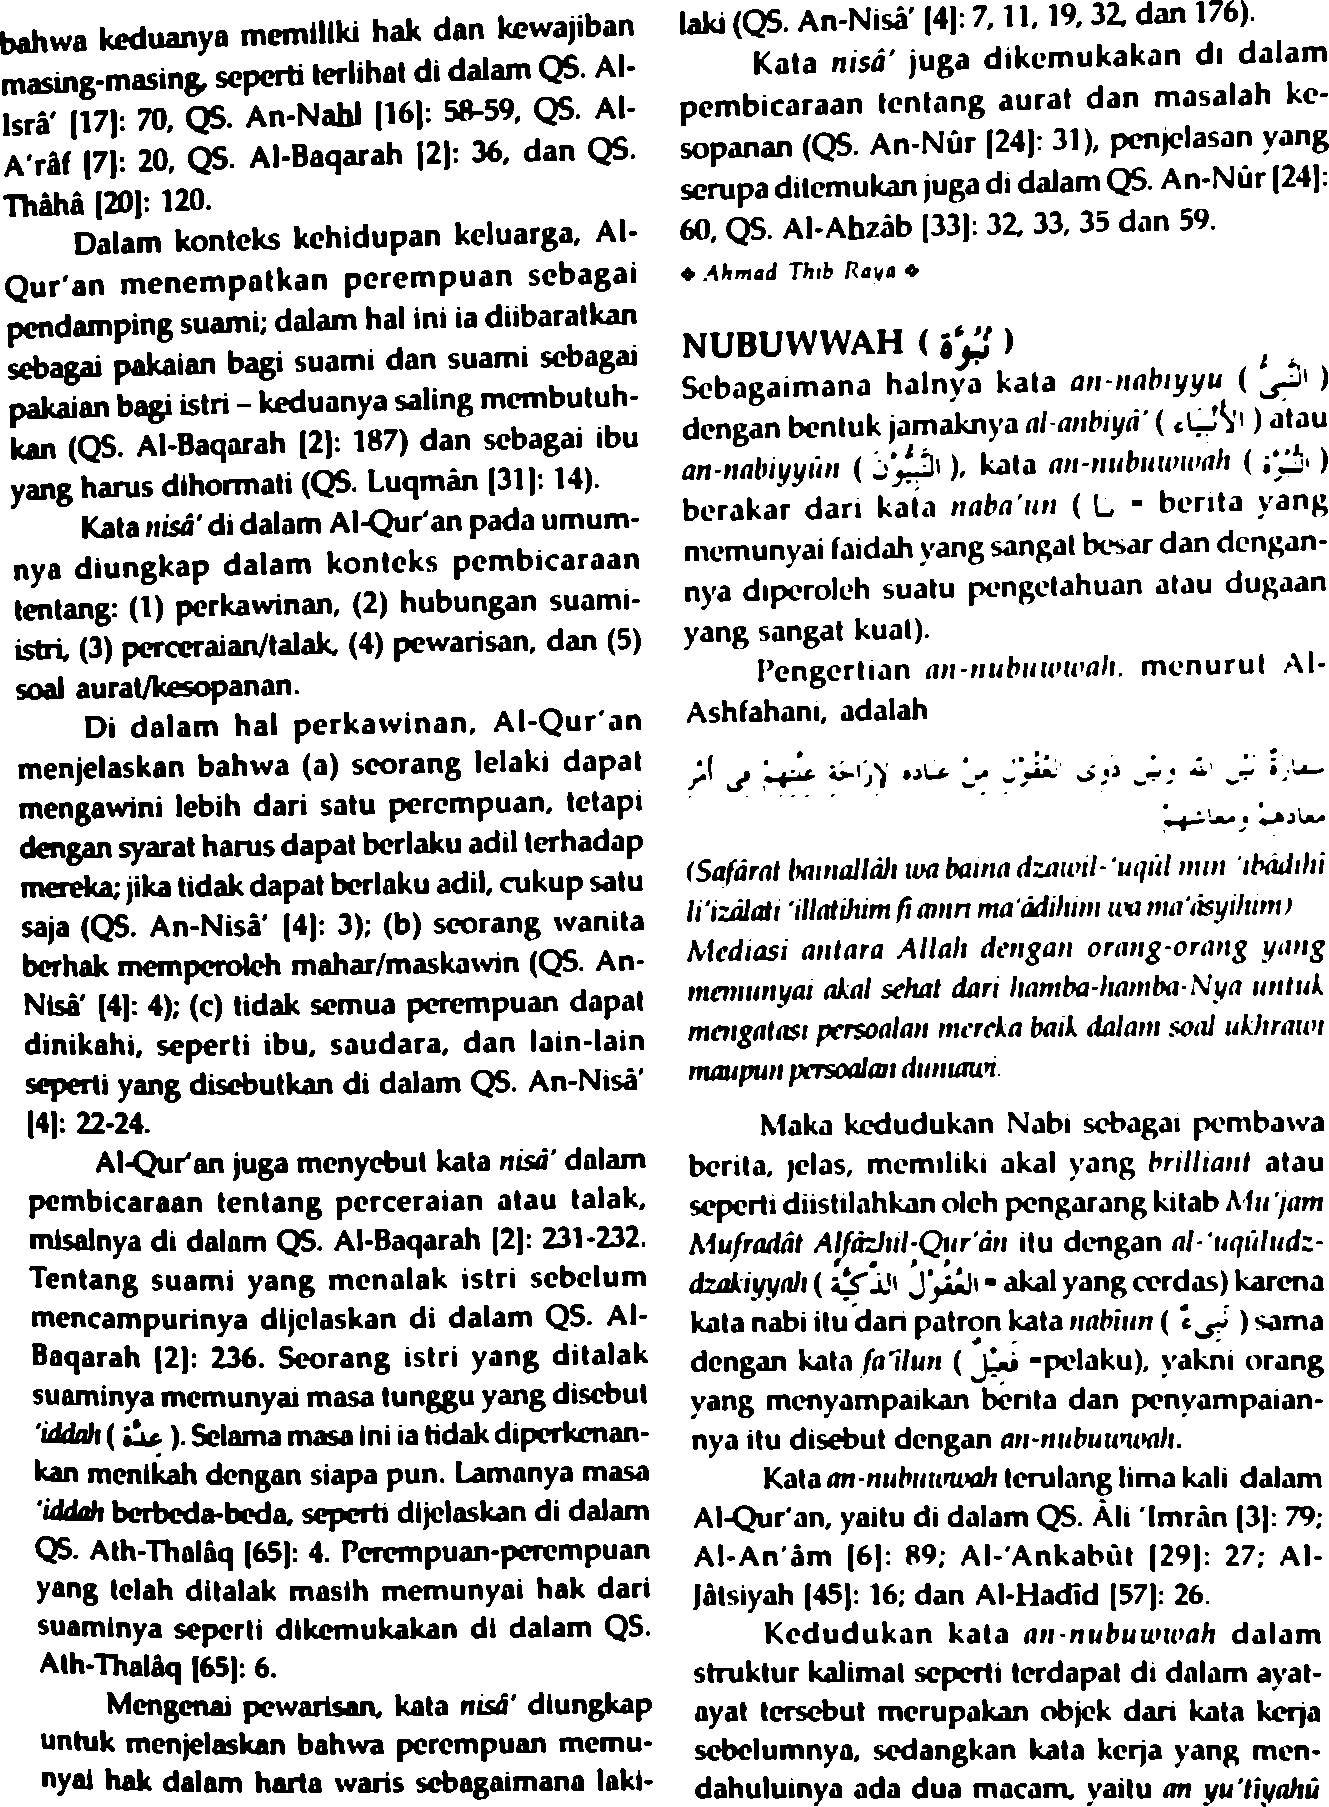 bahwa keduanya memiliki hak dan kewajiban
masing-masing, seperti terlihat di dalam QS. Al-
Isrâ' [17]: 70, QS. An-Nahl [16]: 58-59, QS. Al-
A'râf [7]: 20, QS. Al-Baqarah [2]: 36, dan QS.
Thâhâ [20]: 120.
Dalam konteks kehidupan keluarga, Al-
Qur'an menempatkan perempuan sebagai
pendamping suami; dalam hal ini ia diibaratkan
sebagai pakaian bagi suami dan suami sebagai
pakaian bagi istri – keduanya saling membutuh-
kan (QS. Al-Baqarah [2]: 187) dan sebagai ibu
yang harus dihormati (QS. Luqmân [31]: 14).
Kata nisâ' di dalam Al-Qur'an pada umum-
nya diungkap dalam konteks pembicaraan
tentang: (1) perkawinan, (2) hubungan suami-
istri, (3) perceraian/talak, (4) pewarisan, dan (5)
soal aurat/kesopanan.
Di dalam hal perkawinan, Al-Qur'an
menjelaskan bahwa (a) seorang lelaki dapat
mengawini lebih dari satu perempuan, tetapi
dengan syarat harus dapat berlaku adil terhadap
mereka; jika tidak dapat berlaku adil, cukup satu
saja (QS. An-Nisâ' [4]: 3); (b) seorang wanita
berhak memperoleh mahar/maskawin (QS. An-
Nisâ' [4]: 4); (c) tidak semua perempuan dapat
dinikahi, seperti ibu, saudara, dan lain-lain
seperti yang disebutkan di dalam QS. An-Nisâ'
[4]: 22-24.
Al-Qur'an juga menyebut kata nisâ' dalam
pembicaraan tentang perceraian atau talak,
misalnya di dalam QS. Al-Baqarah [2]: 231-232.
Tentang suami yang menalak istri sebelum
mencampurinya dijelaskan di dalam QS. Al-
Baqarah [2]: 236. Seorang istri yang ditalak
suaminya memunyai masa tunggu yang disebut
'iddah ( عِدَّة ). Selama masa ini ia tidak diperkenan-
kan menikah dengan siapa pun. Lamanya masa
'iddah berbeda-beda, seperti dijelaskan di dalam
QS. Ath-Thalâq [65]: 4. Perempuan-perempuan
yang telah ditalak masih memunyai hak dari
suaminya seperti dikemukakan di dalam QS.
Ath-Thalâq [65]: 6.
Mengenai pewarisan, kata nisâ' diungkap
untuk menjelaskan bahwa perempuan memu-
nyai hak dalam harta waris sebagaimana laki-
laki (QS. An-Nisâ' [4]: 7, 11, 19, 32, dan 176).
Kata nisâ' juga dikemukakan di dalam
pembicaraan tentang aurat dan masalah ke-
sopanan (QS. An-Nûr [24]: 31), penjelasan yang
serupa ditemukan juga di dalam QS. An-Nûr [24]:
60, QS. Al-Ahzâb [33]: 32, 33, 35 dan 59.
◆ Ahmad Thib Raya ◆
NUBUWWAH ( نُبُوَّة )
Sebagaimana halnya kata an-nabiyyu ( النَّبِيُّ )
dengan bentuk jamaknya al-anbiyâ' ( الْأَنْبِيَاء ) atau
an-nabiyyûn ( النَّبِيُّوْنَ ), kata an-nubuwwah ( النُّبُوَّة )
berakar dari kata naba'un ( نبأ = berita yang
memunyai faidah yang sangat besar dan dengan-
nya diperoleh suatu pengetahuan atau dugaan
yang sangat kuat).
Pengertian an-nubuwwah, menurut Al-
Ashfahani, adalah
سفارة بين الله وبين ذوى العقول من عباده لإزاحة علتهم فى أمر
معادهم ومعاشهم
(Safârat bainallâh wa baina dzawil-'uqûl min 'ibâdihi
li'izâlati 'illatihim fi amri ma'âdihim wa ma'âsyihim)
Mediasi antara Allah dengan orang-orang yang
memunyai akal sehat dari hamba-hamba-Nya untuk
mengatasi persoalan mereka baik dalam soal ukhrawi
maupun persoalan duniawi.
Maka kedudukan Nabi sebagai pembawa
berita, jelas, memiliki akal yang brilliant atau
seperti diistilahkan oleh pengarang kitab Mu'jam
Mufradât Alfâzhil-Qur'ân itu dengan al-'uqûludz-
dzakiyyah ( العُقُوْلُ الذَّكِيَّة = akal yang cerdas) karena
kata nabi itu dari patron kata nabîun ( نَبِىءٌ ) sama
dengan kata fa'îlun ( فَعِيْلٌ =pelaku), yakni orang
yang menyampaikan berita dan penyampaian-
nya itu disebut dengan an-nubuwwah.
Kata an-nubuwwah terulang lima kali dalam
Al-Qur'an, yaitu di dalam QS. Âli 'Imrân [3]: 79;
Al-An'âm [6]: 89; Al-'Ankabût [29]: 27; Al-
Jâtsiyah [45]: 16; dan Al-Hadîd [57]: 26.
Kedudukan kata an-nubuwwah dalam
struktur kalimat seperti terdapat di dalam ayat-
ayat tersebut merupakan objek dari kata kerja
sebelumnya, sedangkan kata kerja yang men-
dahuluinya ada dua macam, yaitu an yu'tiyahû